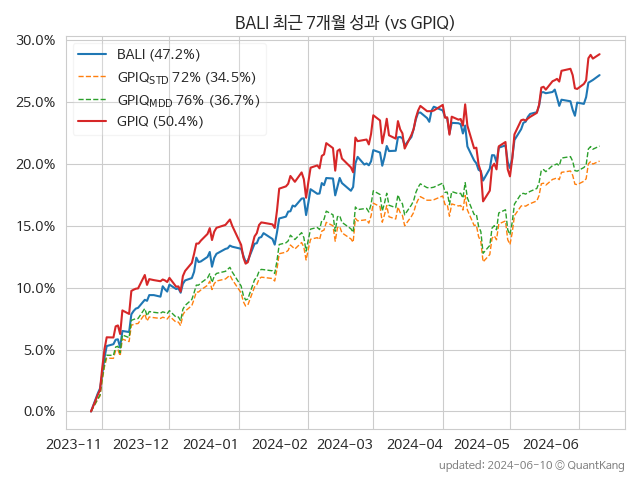 BALI 최근 7개월 성과 (vs GPIQ)
BALI (47.2%)
GPIQSTD 72% (34.5%)
GPIQMDD 76% (36.7%)
GPIQ (50.4%)
30.0%
25.0%
20.0%
15.0%
10.0%
5.0%
0.0%
2023-11 2023-12 2024-01 2024-02 2024-03 2024-04 2024-05 2024-06
updated: 2024-06-10 © QuantKang